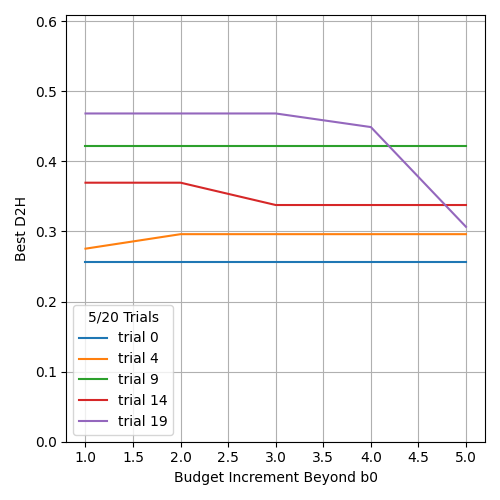 0.6
0.5
0.4
0.3
0.2
0.1
0.0
Best D2H
5/20 Trials
trial 0
trial 4
trial 9
trial 14
trial 19
1.0 1.5 2.0 2.5 3.0 3.5 4.0 4.5 5.0
Budget Increment Beyond b0